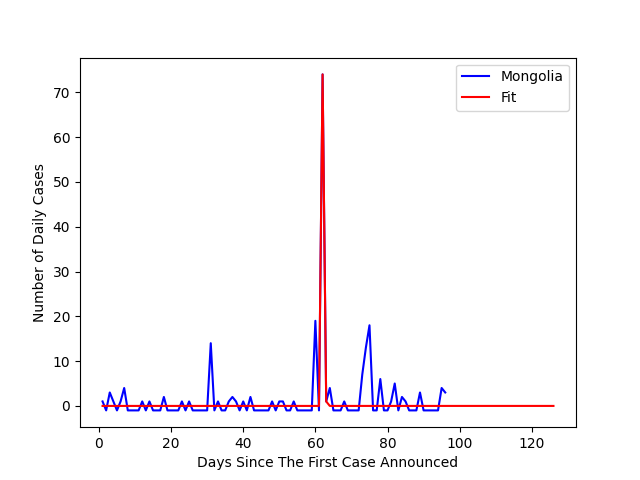 Mongolia
Fit
Number of Daily Cases
70
60
50
40
30
20
10
0
0 20 40 60 80 100 120
Days Since The First Case Announced